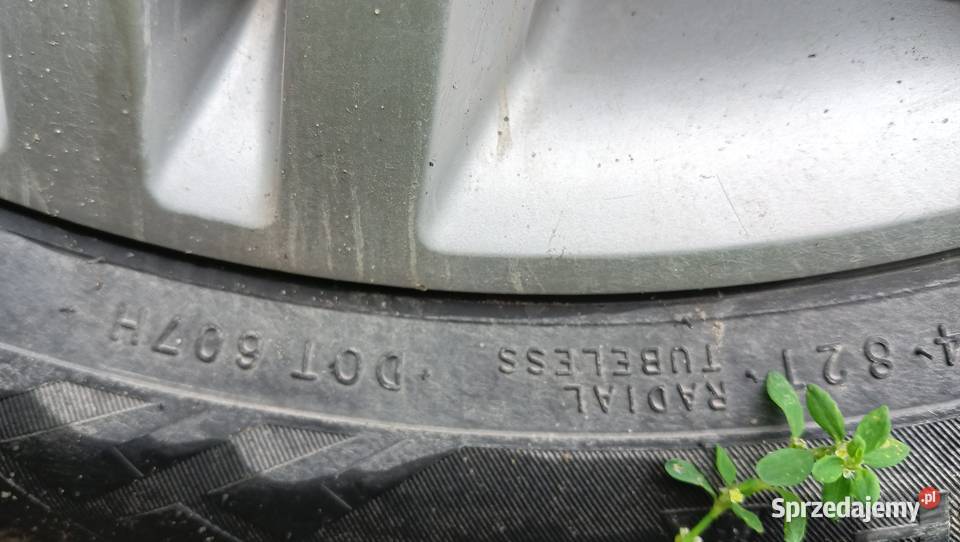 4-821
RADIAL
TUBELESS
DOT 607H
Sprzedajemy.pl